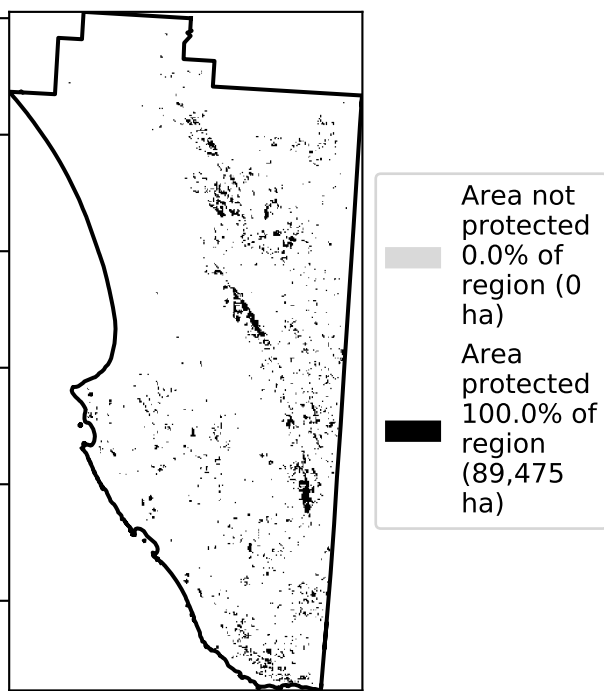 Area not
protected
0.0% of
region (0
ha)
Area
protected
100.0% of
region
(89,475
ha)